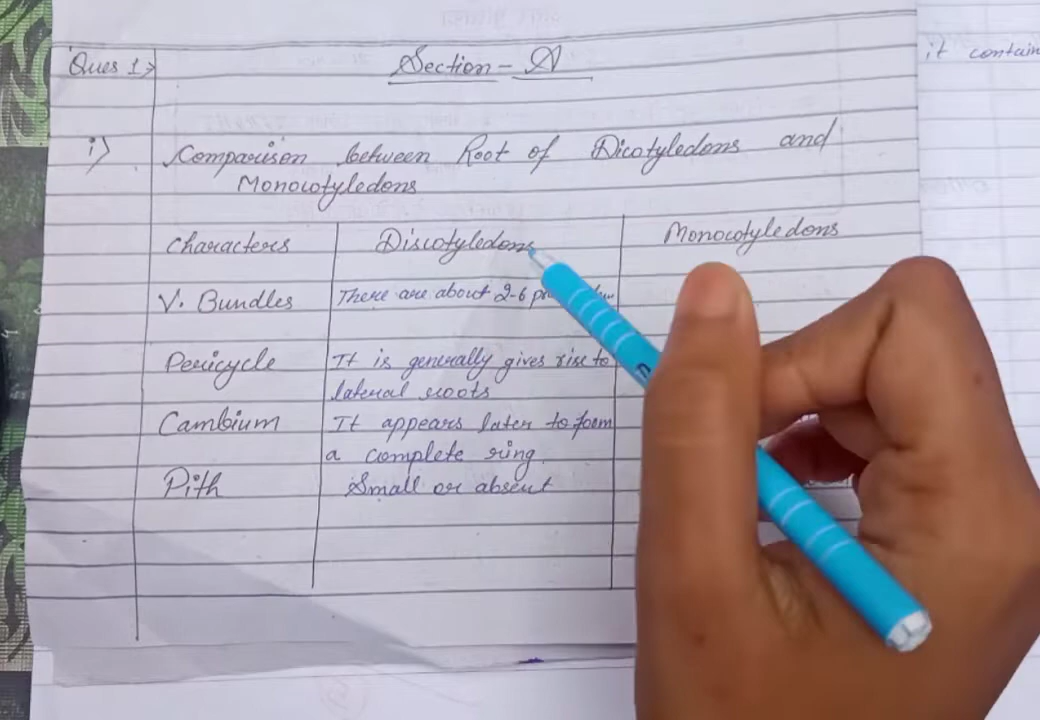 Ques 1>
Section - A
it contain
i)
Comparison between Root of Dicotyledons and
Monocotyledons
Characters Discotyledons Monocotyledons
V. Bundles There are about 2-6
Pericycle It is generally gives rise to
lateral roots
Cambium It appears later to form
a complete ring
Pith Small or absent